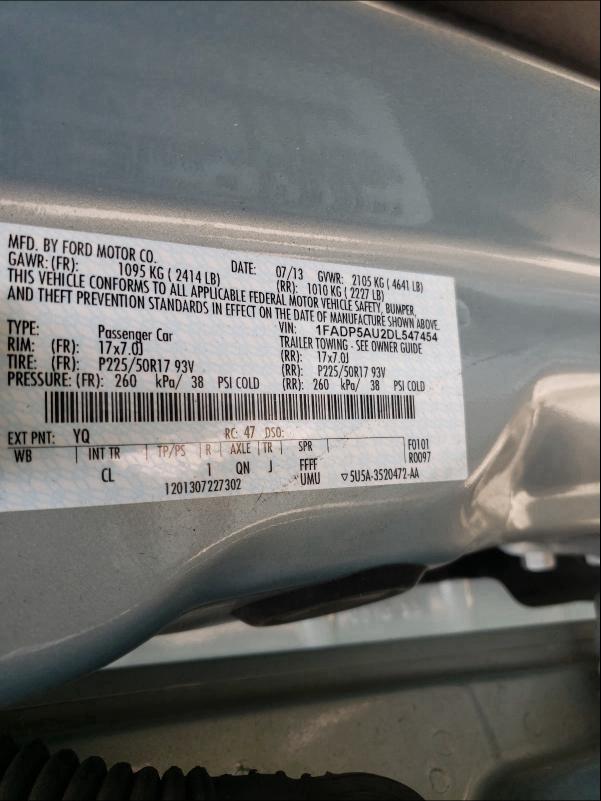 MFD. BY FORD MOTOR CO. DATE: 07/13 GVWR: 2105 KG ( 4641 LB)
GAWR: (FR): 1095 KG ( 2414 LB) (RR): 1010 KG ( 2227 LB)
THIS VEHICLE CONFORMS TO ALL APPLICABLE FEDERAL MOTOR VEHICLE SAFETY, BUMPER,
AND THEFT PREVENTION STANDARDS IN EFFECT ON THE DATE OF MANUFACTURE SHOWN ABOVE.
VIN: 1FADP5AU2DL547454
TYPE: Passenger Car TRAILER TOWING - SEE OWNER GUIDE
RIM: (FR): 17x7.0J (RR): 17x7.0J
TIRE: (FR): P225/50R17 93V (RR): P225/50R17 93V
PRESSURE: (FR): 260 kPa/ 38 PSI COLD (RR): 260 kPa/ 38 PSI COLD
EXT PNT: YQ RC: 47 DSO:
WB INT TR TP/PS R AXLE TR SPR F0101
R0097
CL 1 QN J FFFF
UMU
1201307227302 ▽5U5A-3520472-AA